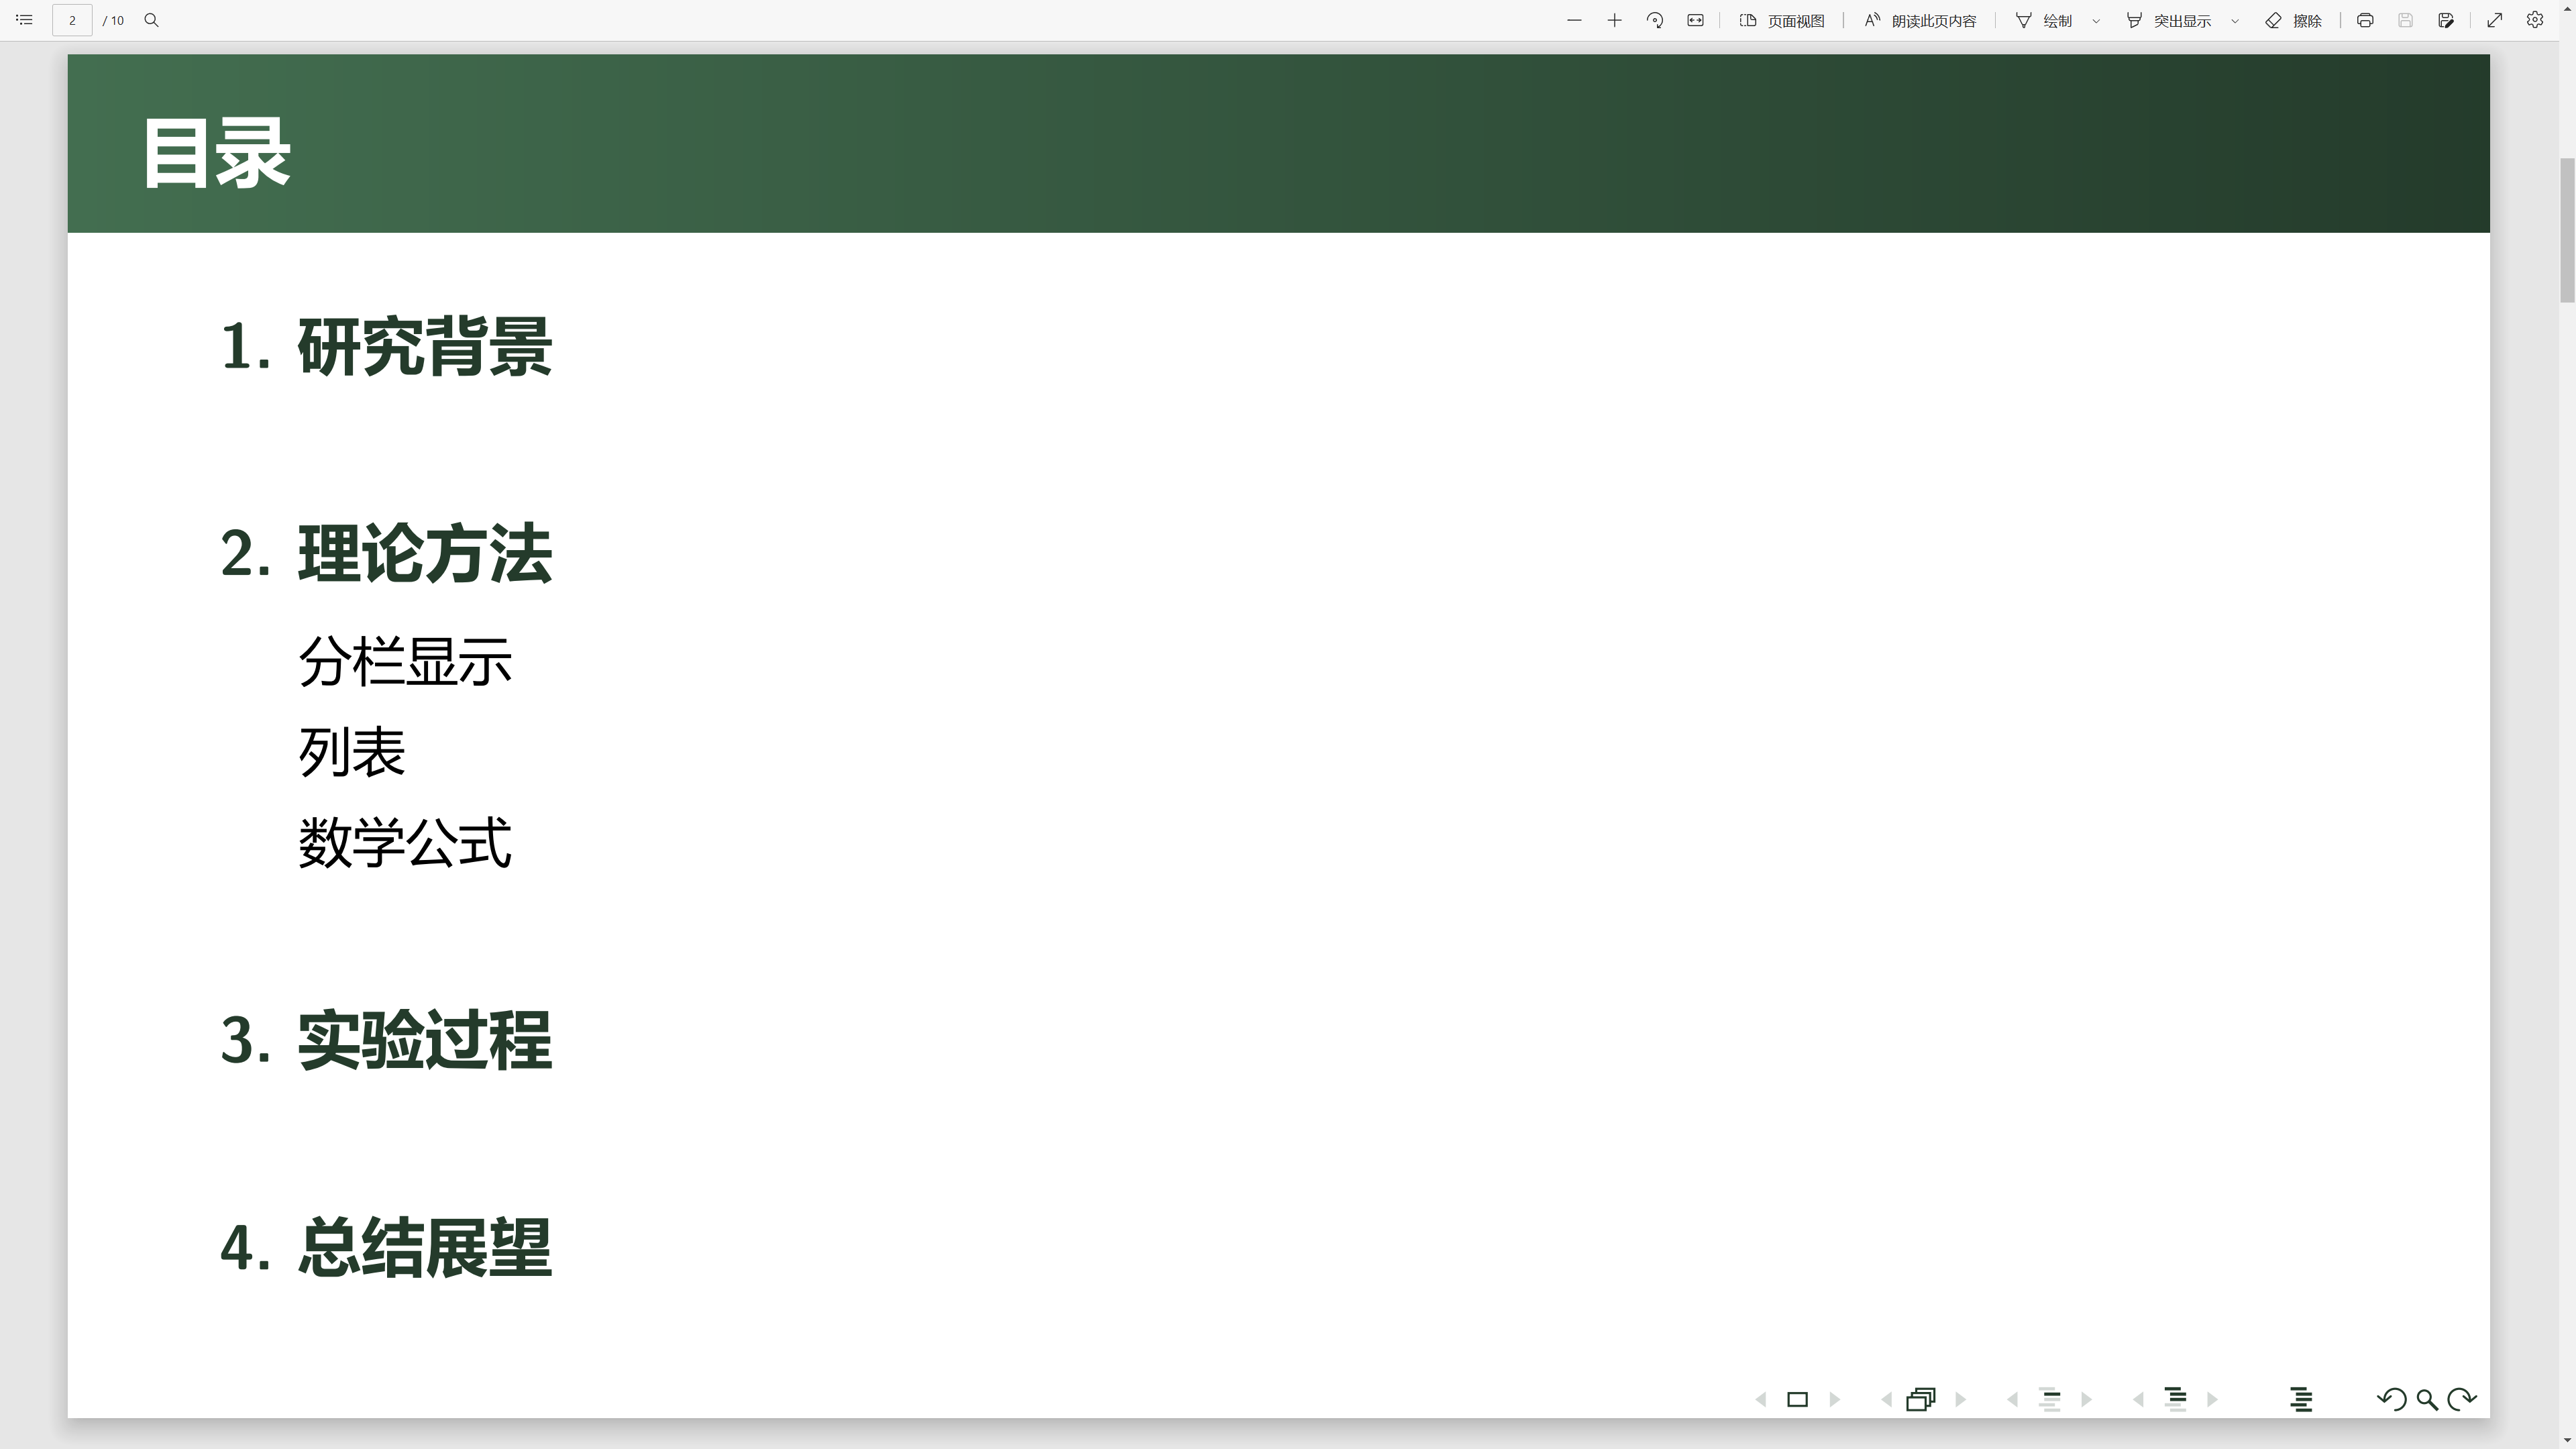 2 / 10 页面视图 朗读此页内容 绘制 突出显示 擦除
目录
1. 研究背景
2. 理论方法
分栏显示
列表
数学公式
3. 实验过程
4. 总结展望